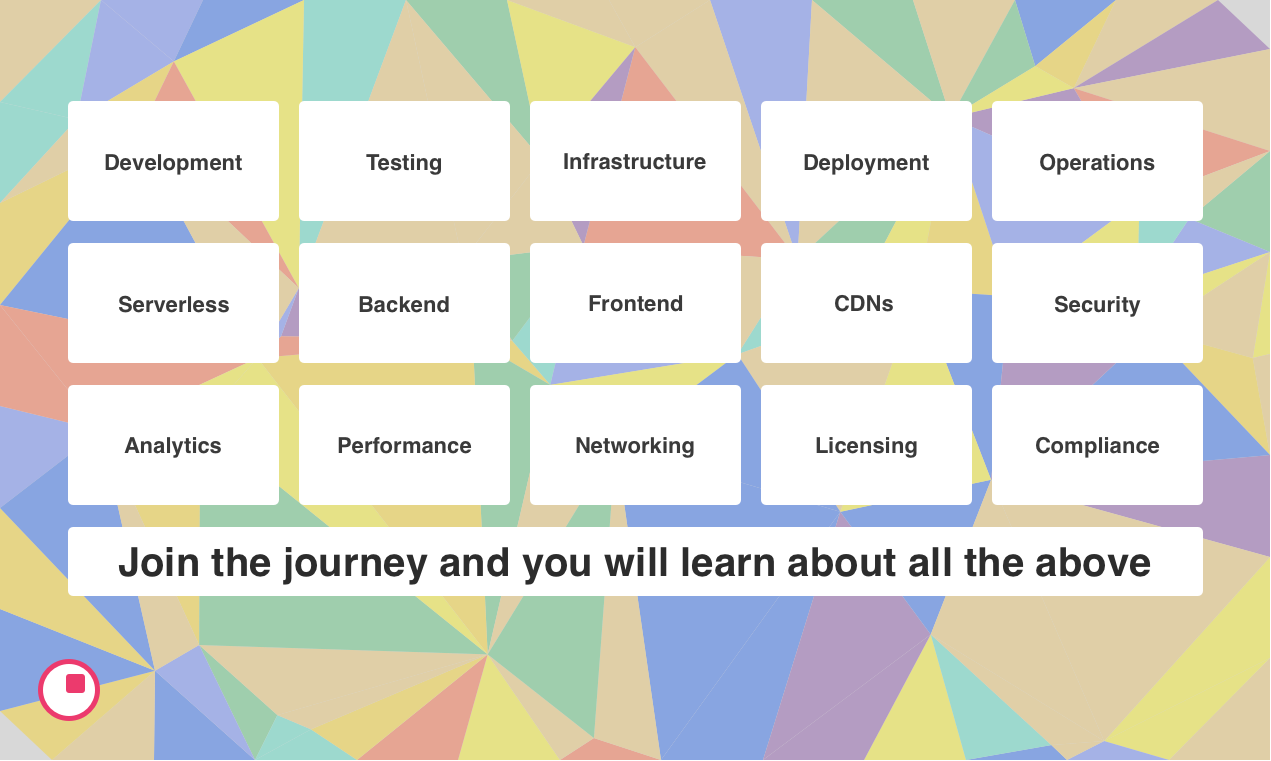 Development
Testing
Infrastructure
Deployment
Operations
Serverless
Backend
Frontend
CDNs
Security
Analytics
Performance
Networking
Licensing
Compliance
Join the journey and you will learn about all the above